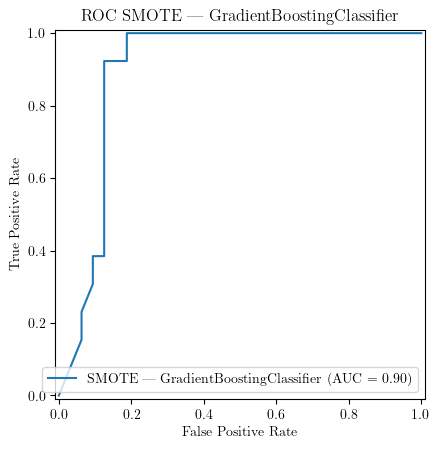 ROC SMOTE — GradientBoostingClassifier
1.0
0.8
0.6
0.4
0.2
0.0
True Positive Rate
SMOTE — GradientBoostingClassifier (AUC = 0.90)
0.0 0.2 0.4 0.6 0.8 1.0
False Positive Rate